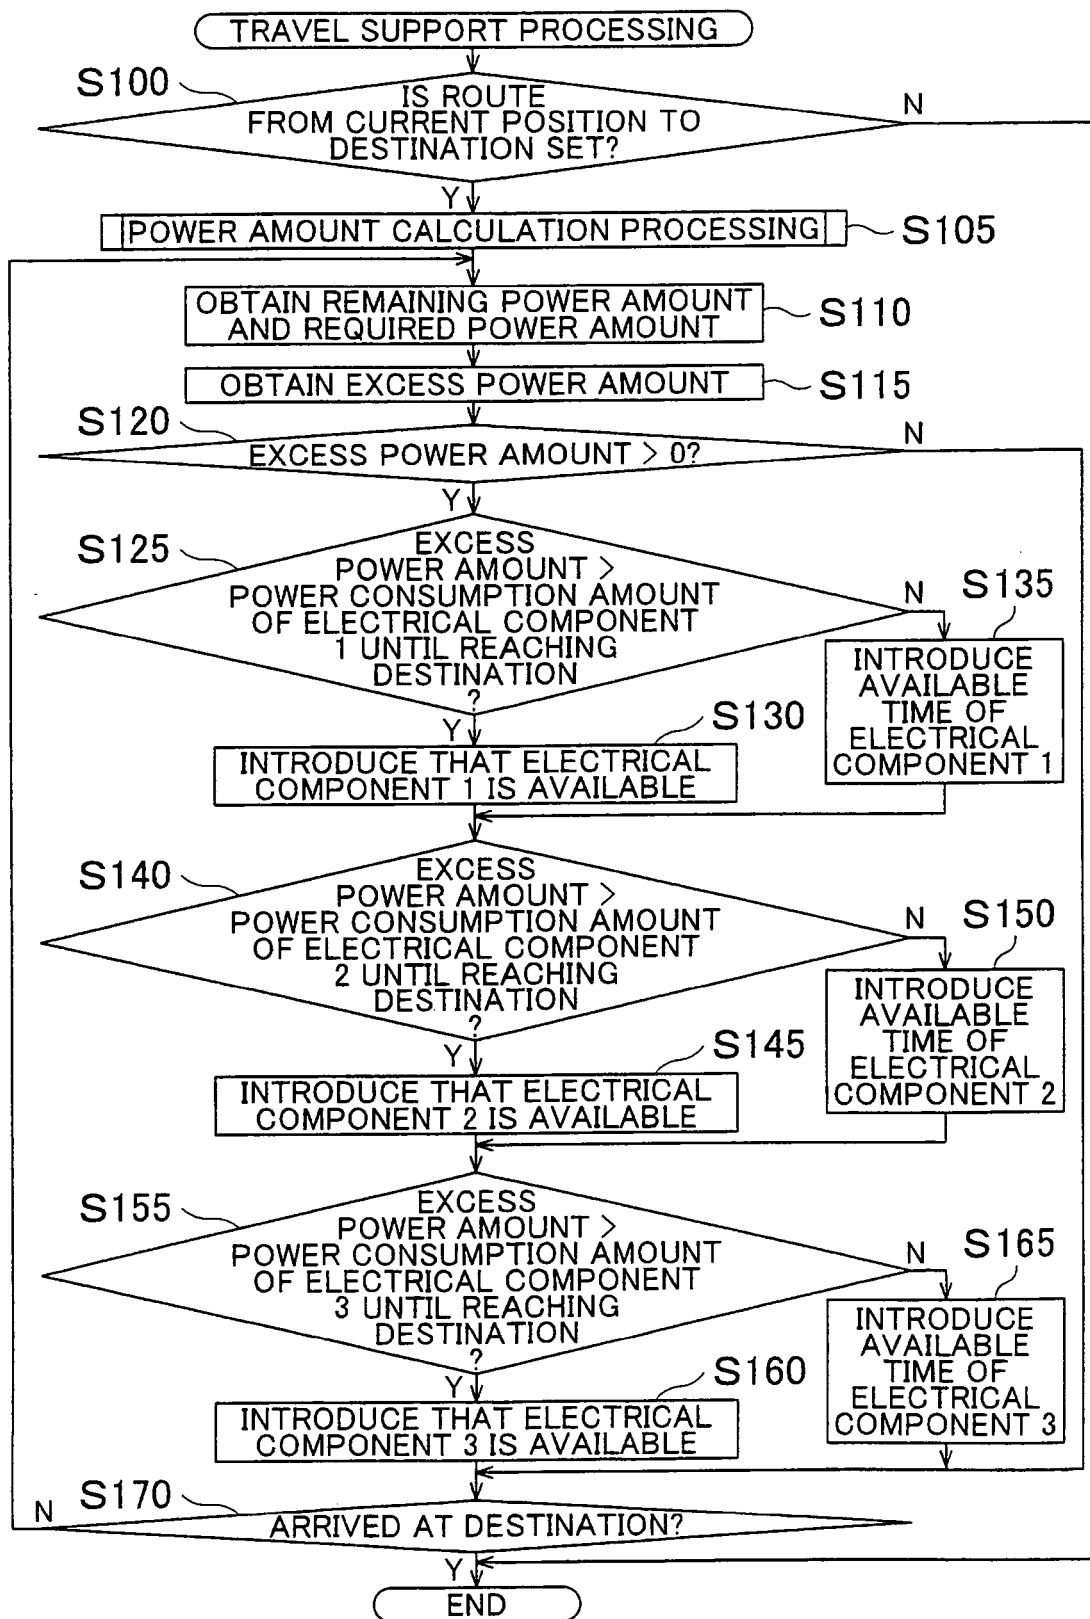 TRAVEL SUPPORT PROCESSING
S100
IS ROUTE
FROM CURRENT POSITION TO
DESTINATION SET?
N
Y
POWER AMOUNT CALCULATION PROCESSING
S105
OBTAIN REMAINING POWER AMOUNT
AND REQUIRED POWER AMOUNT
S110
OBTAIN EXCESS POWER AMOUNT
S115
S120
EXCESS POWER AMOUNT > 0?
N
Y
S125
EXCESS
POWER AMOUNT >
POWER CONSUMPTION AMOUNT
OF ELECTRICAL COMPONENT
1 UNTIL REACHING
DESTINATION
?
N
Y
S135
INTRODUCE
AVAILABLE
TIME OF
ELECTRICAL
COMPONENT 1
S130
INTRODUCE THAT ELECTRICAL
COMPONENT 1 IS AVAILABLE
S140
EXCESS
POWER AMOUNT >
POWER CONSUMPTION AMOUNT
OF ELECTRICAL COMPONENT
2 UNTIL REACHING
DESTINATION
?
N
Y
S150
INTRODUCE
AVAILABLE
TIME OF
ELECTRICAL
COMPONENT 2
S145
INTRODUCE THAT ELECTRICAL
COMPONENT 2 IS AVAILABLE
S155
EXCESS
POWER AMOUNT >
POWER CONSUMPTION AMOUNT
OF ELECTRICAL COMPONENT
3 UNTIL REACHING
DESTINATION
?
N
Y
S165
INTRODUCE
AVAILABLE
TIME OF
ELECTRICAL
COMPONENT 3
S160
INTRODUCE THAT ELECTRICAL
COMPONENT 3 IS AVAILABLE
S170
N
ARRIVED AT DESTINATION?
Y
END